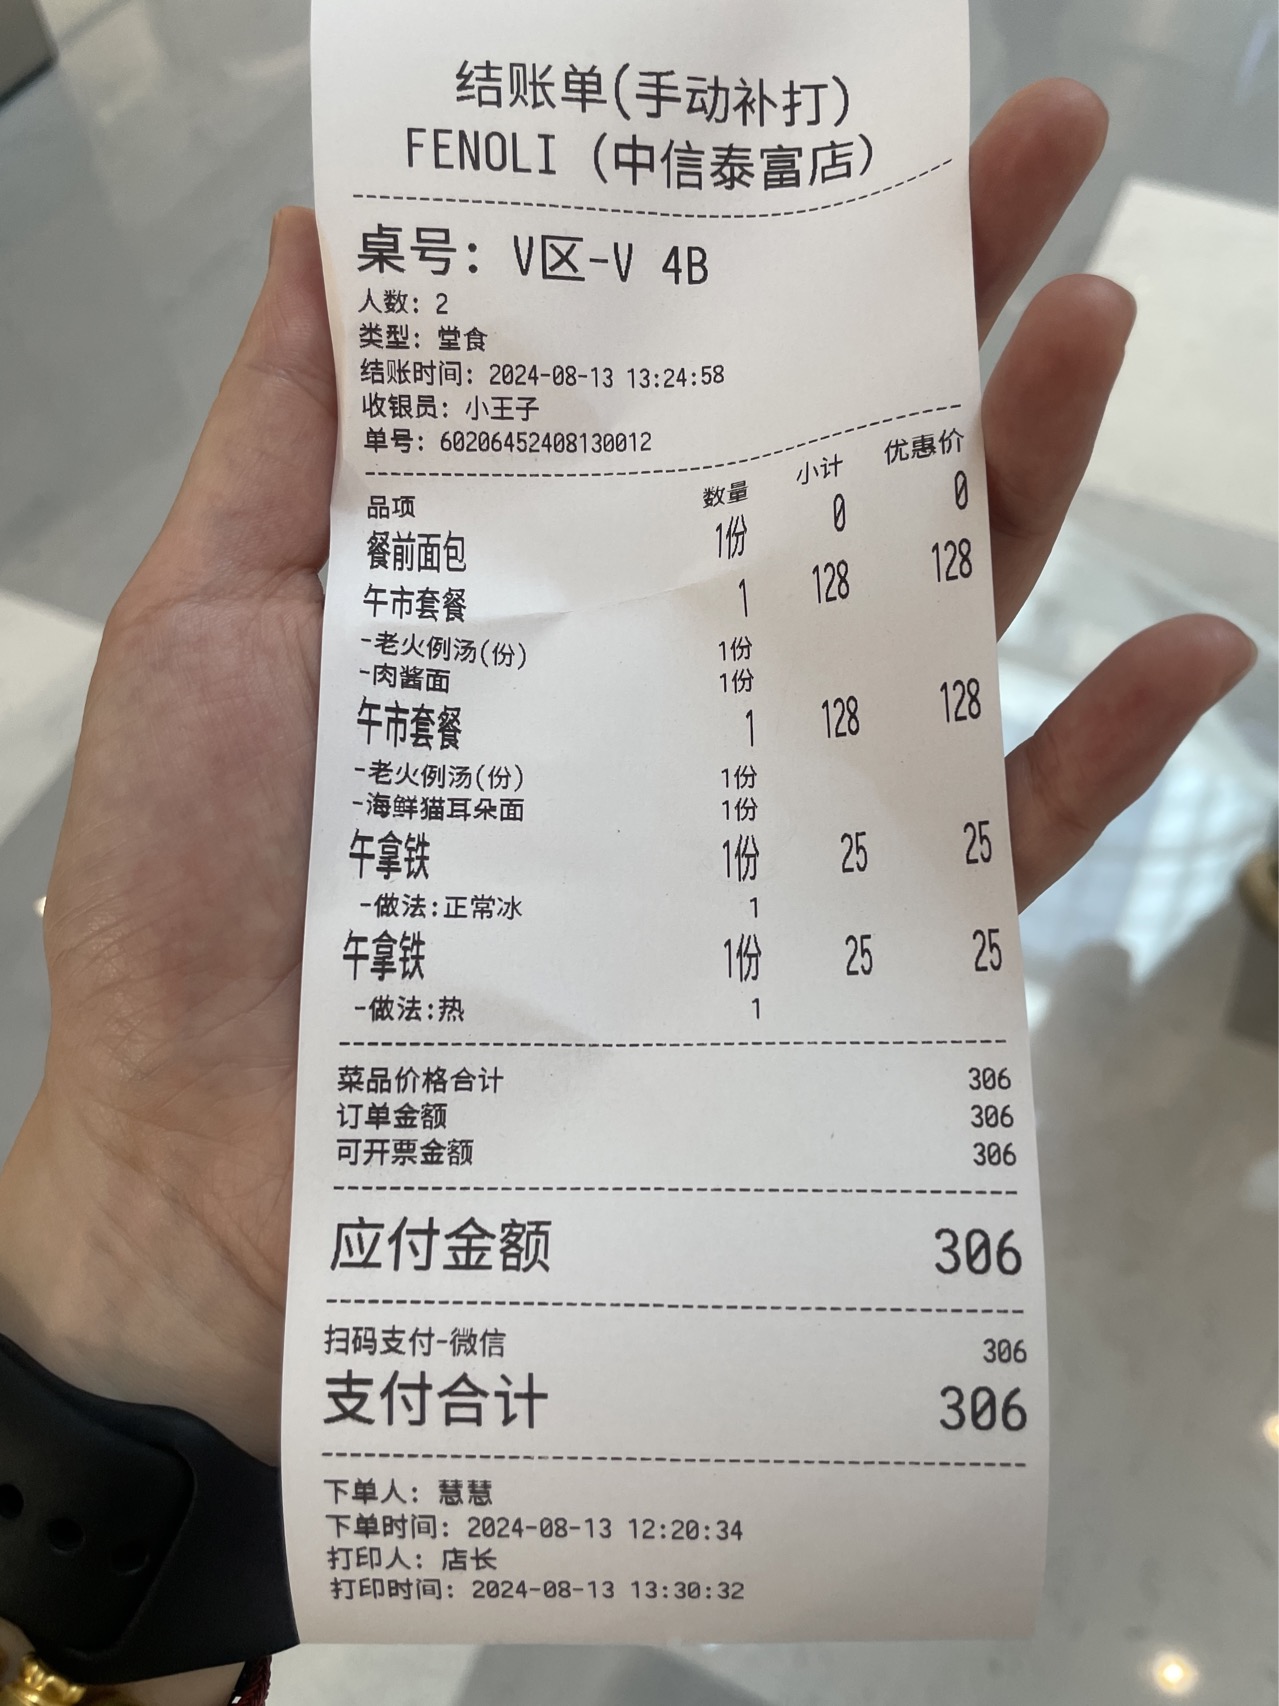 结账单(手动补打)
FENOLI (中信泰富店)
桌号: V区-V 4B
人数: 2
类型: 堂食
结账时间: 2024-08-13 13:24:58
收银员: 小王子
单号: 60206452408130012
品项 数量 小计 优惠价
餐前面包 1份 0 0
午市套餐 1 128 128
-老火例汤(份) 1份
-肉酱面 1份
午市套餐 1 128 128
-老火例汤(份) 1份
-海鲜猫耳朵面 1份
午拿铁 1份 25 25
-做法:正常冰 1
午拿铁 1份 25 25
-做法:热 1
菜品价格合计 306
订单金额 306
可开票金额 306
应付金额 306
扫码支付-微信 306
支付合计 306
下单人: 慧慧
下单时间: 2024-08-13 12:20:34
打印人: 店长
打印时间: 2024-08-13 13:30:32